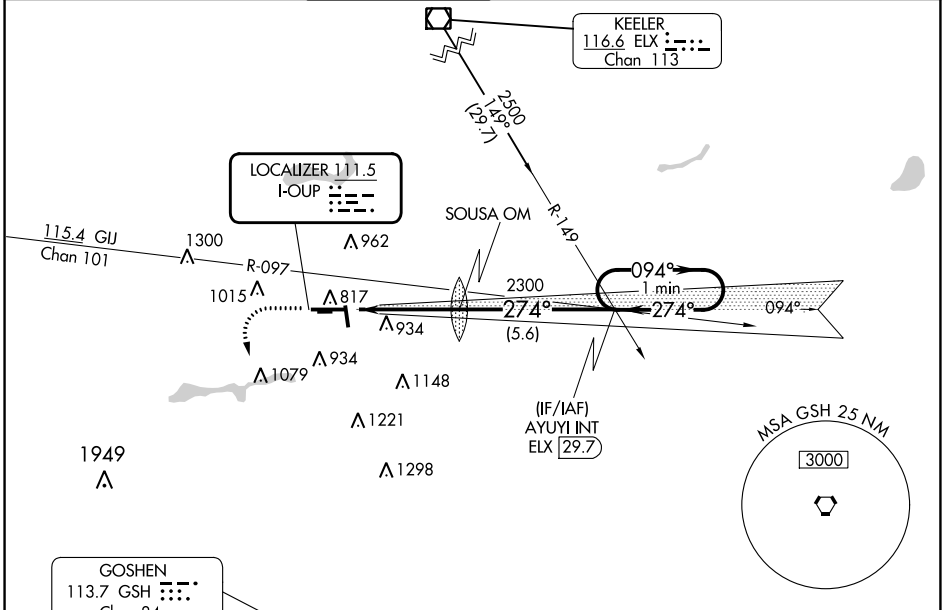 KEELER
116.6 ELX
Chan 113
2500
149°
(29.7)
LOCALIZER 111.5
I-OUP
SOUSA OM
R-149
115.4 GIJ
Chan 101
1300
962
R-097
1015
817
2300
094°
1 min
274°
274°
094°
934
(5.6)
934
1079
1148
(IF/IAF)
AYUYI INT
ELX 29.7
1221
MSA GSH 25 NM
3000
1949
1298
GOSHEN
113.7 GSH